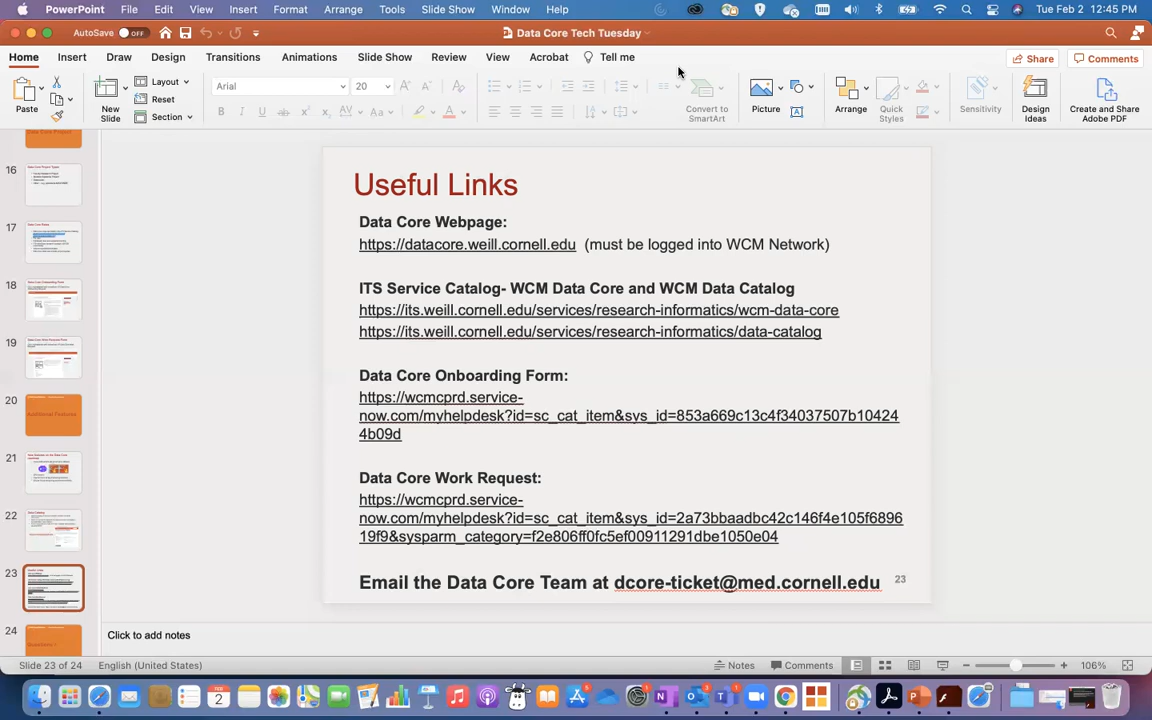 PowerPoint File Edit View Insert Format Arrange Tools Slide Show Window Help Tue Feb 2 12:45 PM
AutoSave OFF Data Core Tech Tuesday
Home Insert Draw Design Transitions Animations Slide Show Review View Acrobat Tell me Share Comments
Paste New Slide Layout Reset Section Arial 20 Convert to SmartArt Picture Arrange Quick Styles Sensitivity Design Ideas Create and Share Adobe PDF
16
17
18
19
20
Additional Features
21
22
23
24
Useful Links
Data Core Webpage:
https://datacore.weill.cornell.edu (must be logged into WCM Network)
ITS Service Catalog- WCM Data Core and WCM Data Catalog
https://its.weill.cornell.edu/services/research-informatics/wcm-data-core
https://its.weill.cornell.edu/services/research-informatics/data-catalog
Data Core Onboarding Form:
https://wcmcprd.service-
now.com/myhelpdesk?id=sc_cat_item&sys_id=853a669c13c4f34037507b10424
4b09d
Data Core Work Request:
https://wcmcprd.service-
now.com/myhelpdesk?id=sc_cat_item&sys_id=2a73bbaadbc42c146f4e105f6896
19f9&sysparm_category=f2e806ff0fc5ef00911291dbe1050e04
Email the Data Core Team at dcore-ticket@med.cornell.edu 23
Click to add notes
Slide 23 of 24 English (United States) Notes Comments 106%